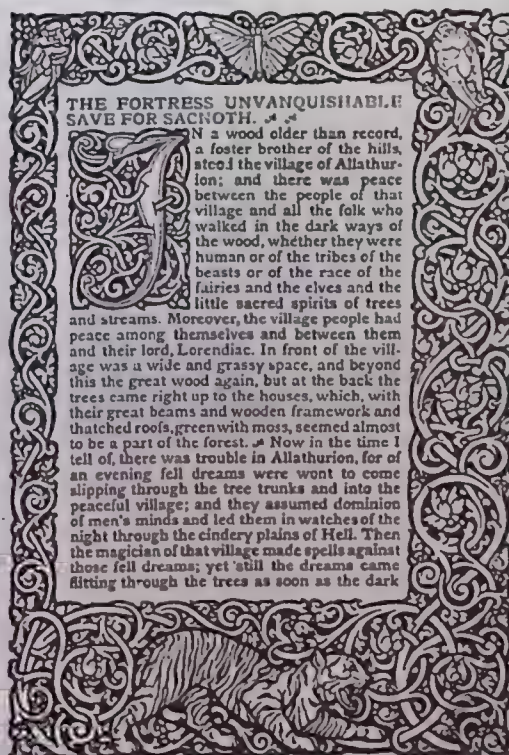 THE FORTRESS UNVANQUISHABLE
SAVE FOR SACNOTH.
IN a wood older than record,
a foster brother of the hills,
stood the village of Allathur-
ion; and there was peace
between the people of that
village and all the folk who
walked in the dark ways of
the wood, whether they were
human or of the tribes of the
beasts or of the race of the
fairies and the elves and the
little sacred spirits of trees
and streams. Moreover, the village people had
peace among themselves and between them
and their lord, Lorendiac. In front of the vill-
age was a wide and grassy space, and beyond
this the great wood again, but at the back the
trees came right up to the houses, which, with
their great beams and wooden framework and
thatched roofs, green with moss, seemed almost
to be a part of the forest. Now in the time I
tell of, there was trouble in Allathurion, for of
an evening fell dreams were wont to come
slipping through the tree trunks and into the
peaceful village; and they assumed dominion
of men's minds and led them in watches of the
night through the cindery plains of Hell. Then
the magician of that village made spells against
those fell dreams; yet still the dreams came
flitting through the trees as soon as the dark